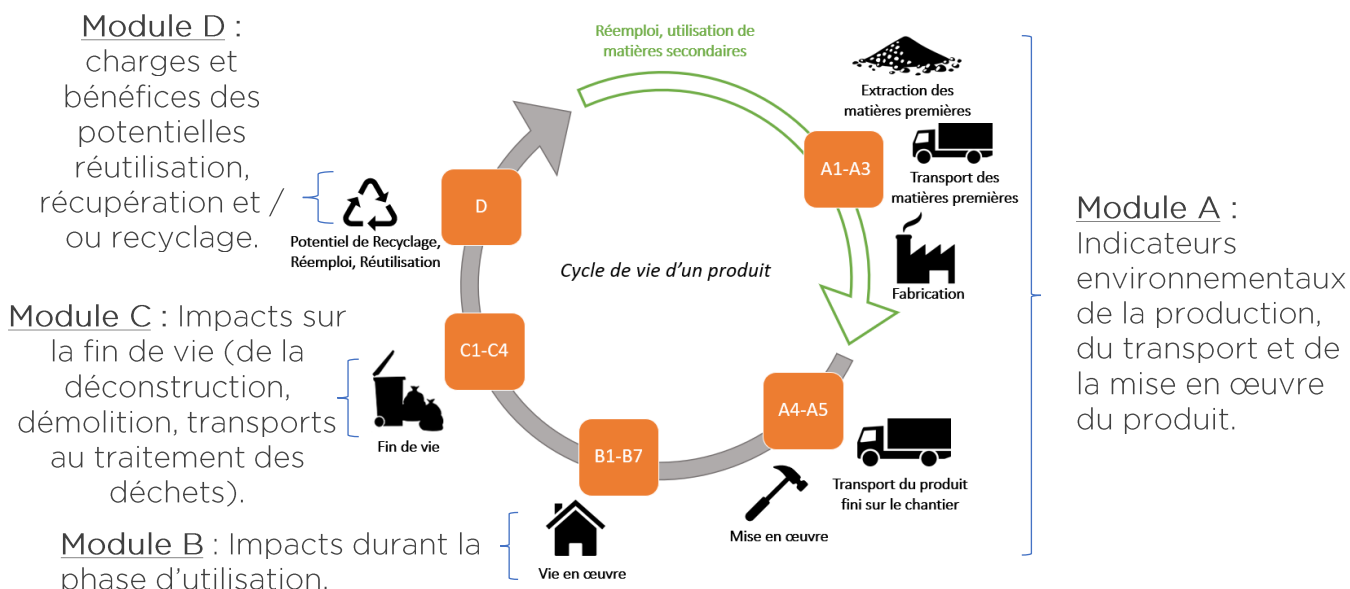 Module D :
charges et
bénéfices des
potentielles
réutilisation,
récupération et /
ou recyclage.
Réemploi, utilisation de
matières secondaires
Extraction des
matières premières
A1-A3
Transport des
matières premières
Fabrication
D
Potentiel de Recyclage,
Réemploi, Réutilisation
Cycle de vie d'un produit
Module A :
Indicateurs
environnementaux
de la production,
du transport et de
la mise en œuvre
du produit.
Module C : Impacts sur
la fin de vie (de la
déconstruction,
démolition, transports
au traitement des
déchets).
C1-C4
Fin de vie
A4-A5
Transport du produit
fini sur le chantier
Mise en œuvre
B1-B7
Vie en œuvre
Module B : Impacts durant la
phase d'utilisation.